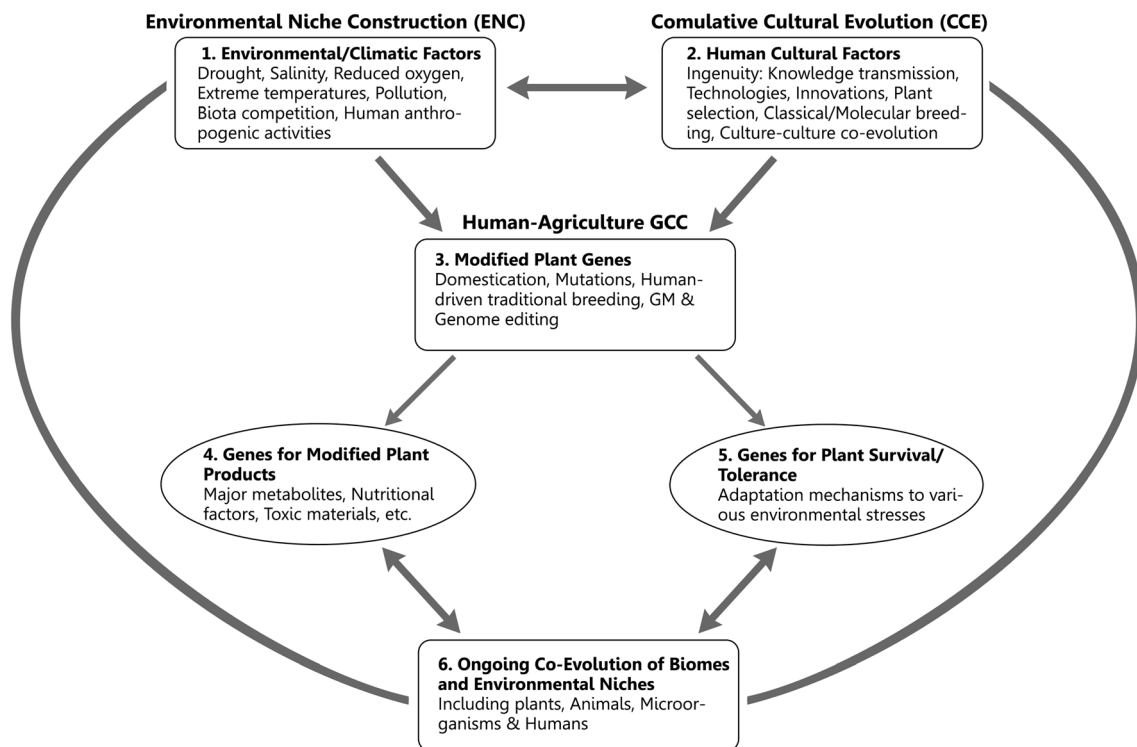 Environmental Niche Construction (ENC)
Comulative Cultural Evolution (CCE)
1. Environmental/Climatic Factors
Drought, Salinity, Reduced oxygen,
Extreme temperatures, Pollution,
Biota competition, Human anthro-
pogenic activities
2. Human Cultural Factors
Ingenuity: Knowledge transmission,
Technologies, Innovations, Plant
selection, Classical/Molecular breed-
ing, Culture-culture co-evolution
Human-Agriculture GCC
3. Modified Plant Genes
Domestication, Mutations, Human-
driven traditional breeding, GM &
Genome editing
4. Genes for Modified Plant
Products
Major metabolites, Nutritional
factors, Toxic materials, etc.
5. Genes for Plant Survival/
Tolerance
Adaptation mechanisms to vari-
ous environmental stresses
6. Ongoing Co-Evolution of Biomes
and Environmental Niches
Including plants, Animals, Microor-
ganisms & Humans